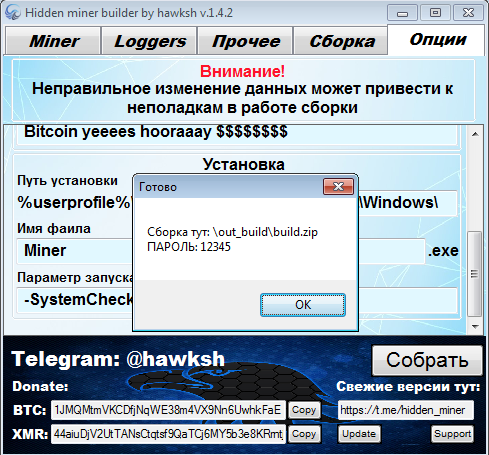 Hidden miner builder by hawksh v.1.4.2
Miner Loggers Прочее Сборка Опции
Внимание!
Неправильное изменение данных может привести к
неполадкам в работе сборки
Bitcoin yeeees hooraaay $$$$$$$$
Установка
Путь установки
%userprofile% \Windows\
Имя фаила
Miner .exe
Параметр запуска
-SystemCheck
Готово
Сборка тут: \out_build\build.zip
ПАРОЛЬ: 12345
OK
Telegram: @hawksh
Собрать
Donate:
Свежие версии тут:
BTC: 1JMQMtmVKCDfjNqWE38m4VX9Nn6UwhkFaE Copy https://t.me/hidden_miner
XMR: 44aiuDjV2UtTANsCtqtsf9QaTCj6MY5b3e8KRmt Copy Update Support